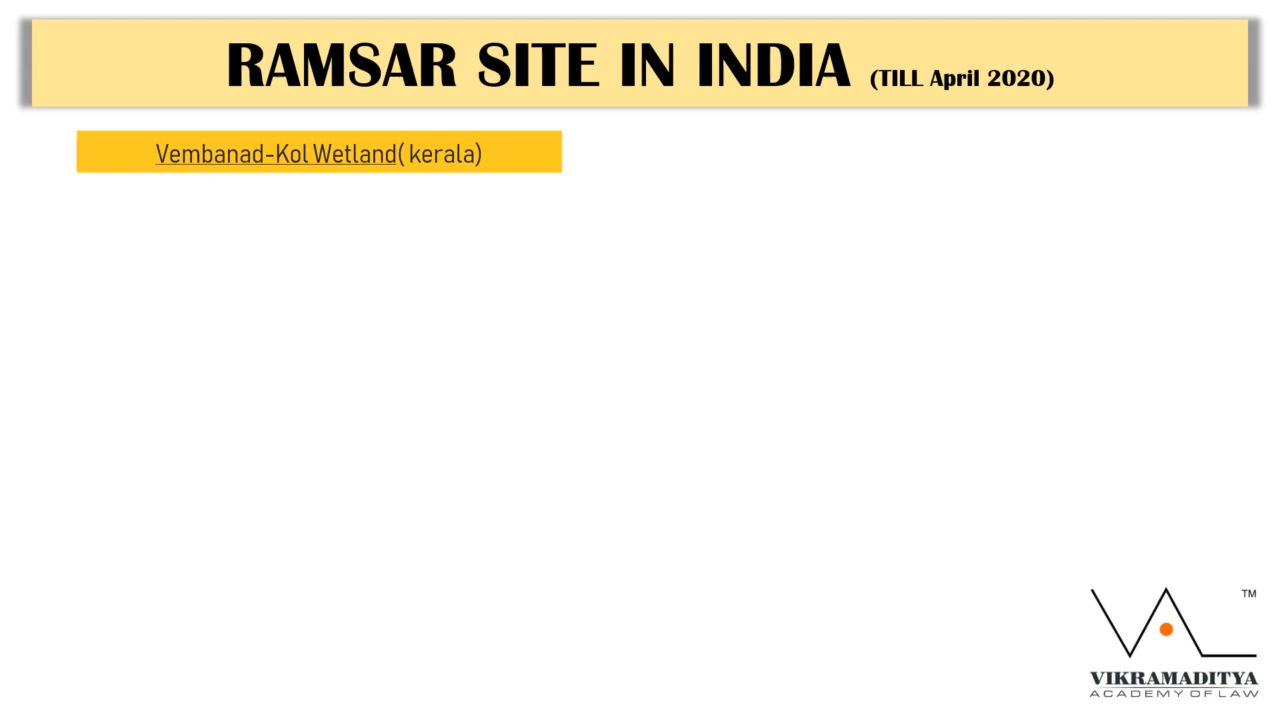 RAMSAR SITE IN INDIA (TILL April 2020)
Vembanad-Kol Wetland( kerala)
TM
VIKRAMADITYA
ACADEMY OF LAW